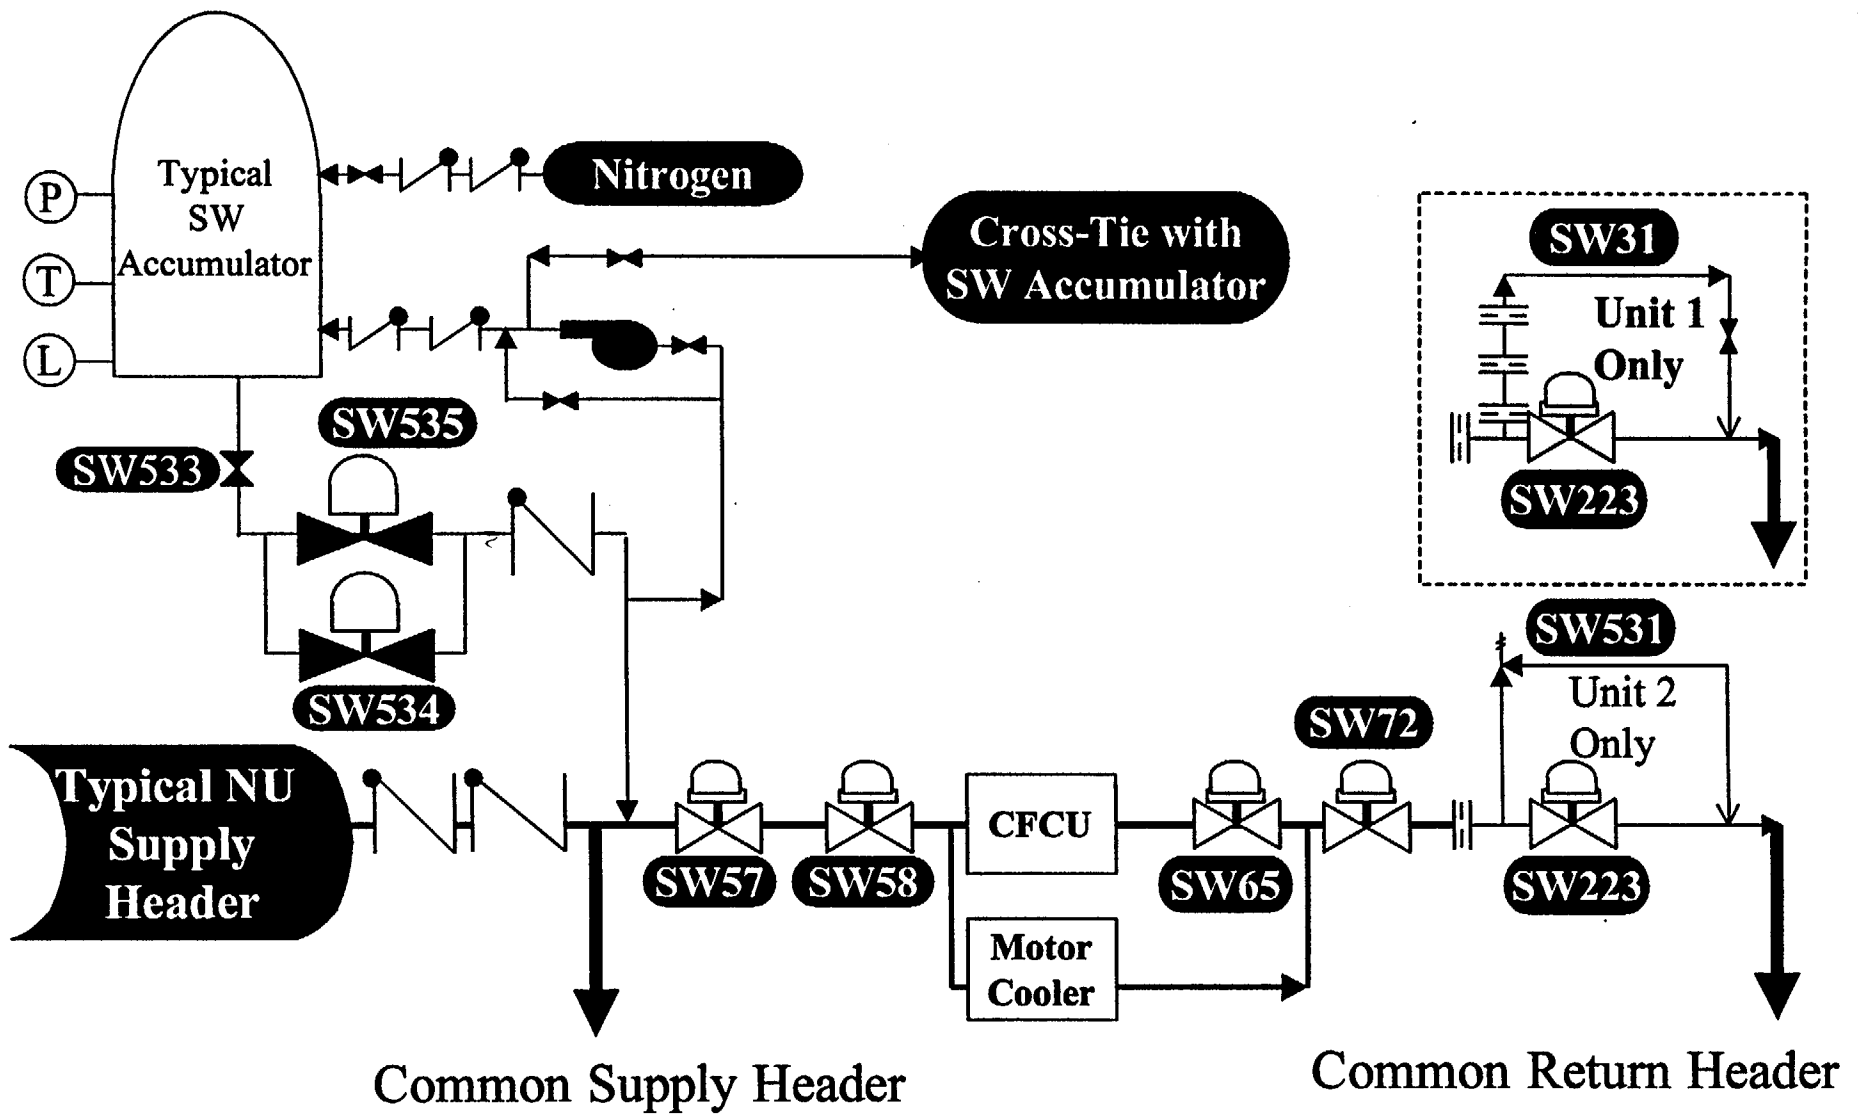 Typical
SW
Accumulator
P
T
L
Nitrogen
Cross-Tie with
SW Accumulator
SW31
Unit 1
Only
SW223
SW535
SW533
SW534
SW531
Unit 2
Only
SW72
Typical NU
Supply
Header
CFCU
SW57
SW58
SW65
SW223
Motor
Cooler
Common Supply Header
Common Return Header